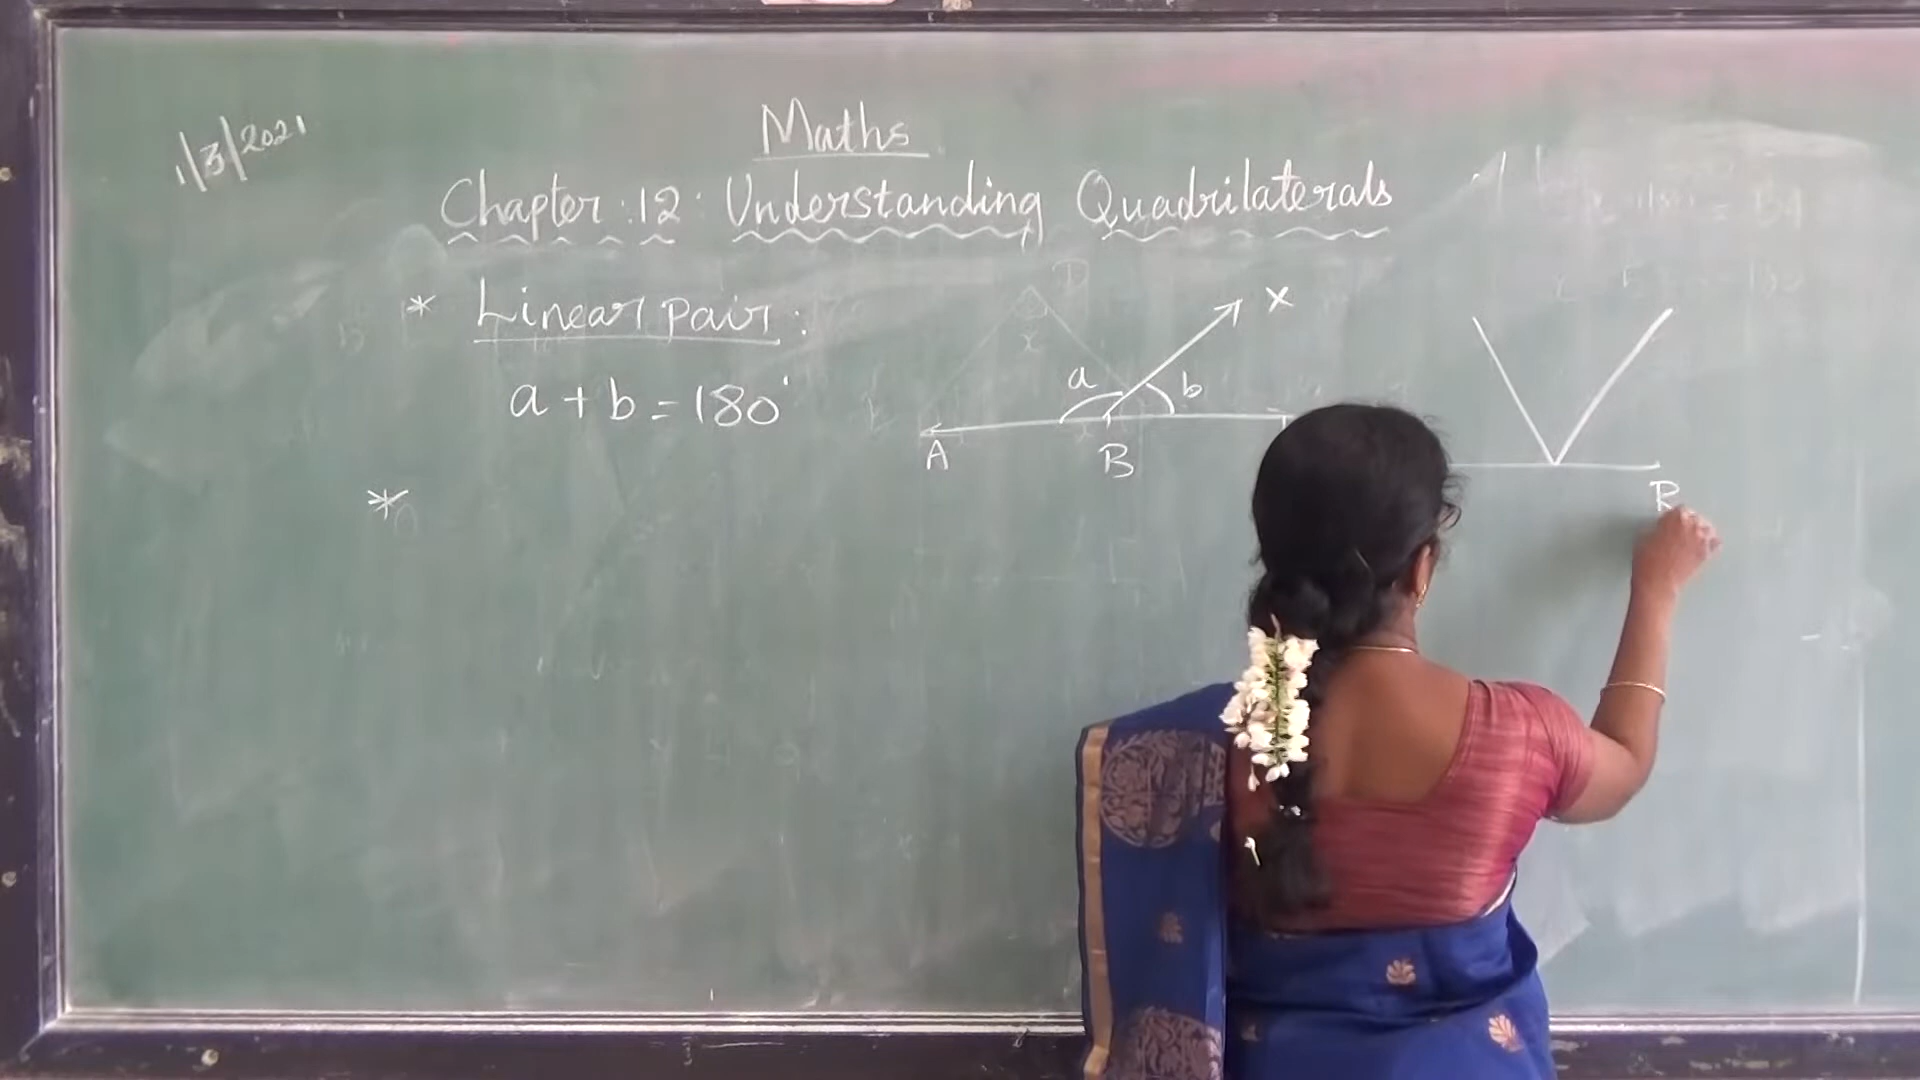 1/3/2021
Maths
Chapter:12: Understanding Quadrilaterals
* Linear pair:
a + b = 180°
*
X
a b
A B
R